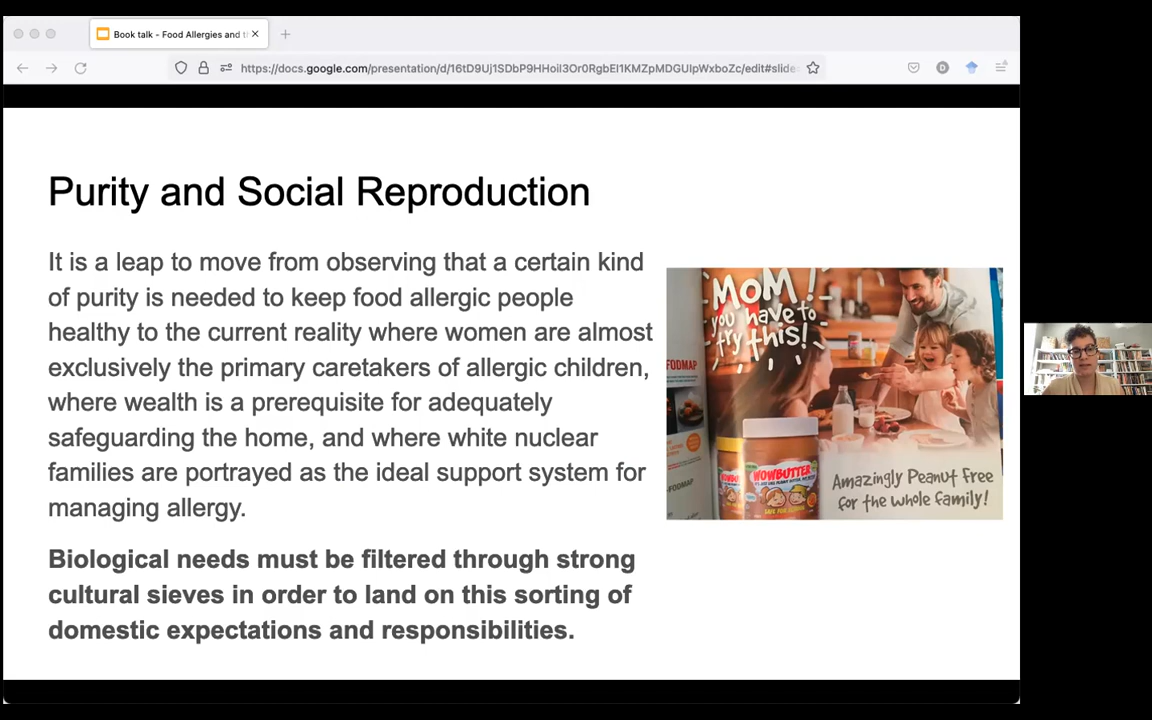 Book talk - Food Allergies and t
https://docs.google.com/presentation/d/16tD9Uj1SDbP9HHoil3Or0RgbEI1KMZpMDGUIpWxboZc/edit#slide
D
Purity and Social Reproduction
It is a leap to move from observing that a certain kind
of purity is needed to keep food allergic people
healthy to the current reality where women are almost
exclusively the primary caretakers of allergic children,
where wealth is a prerequisite for adequately
safeguarding the home, and where white nuclear
families are portrayed as the ideal support system for
managing allergy.
Biological needs must be filtered through strong
cultural sieves in order to land on this sorting of
domestic expectations and responsibilities.
MOM!
you have to
try this!
FODMAP
-FODMAP
WOWBUTTER
Amazingly Peanut Free
for the whole family!